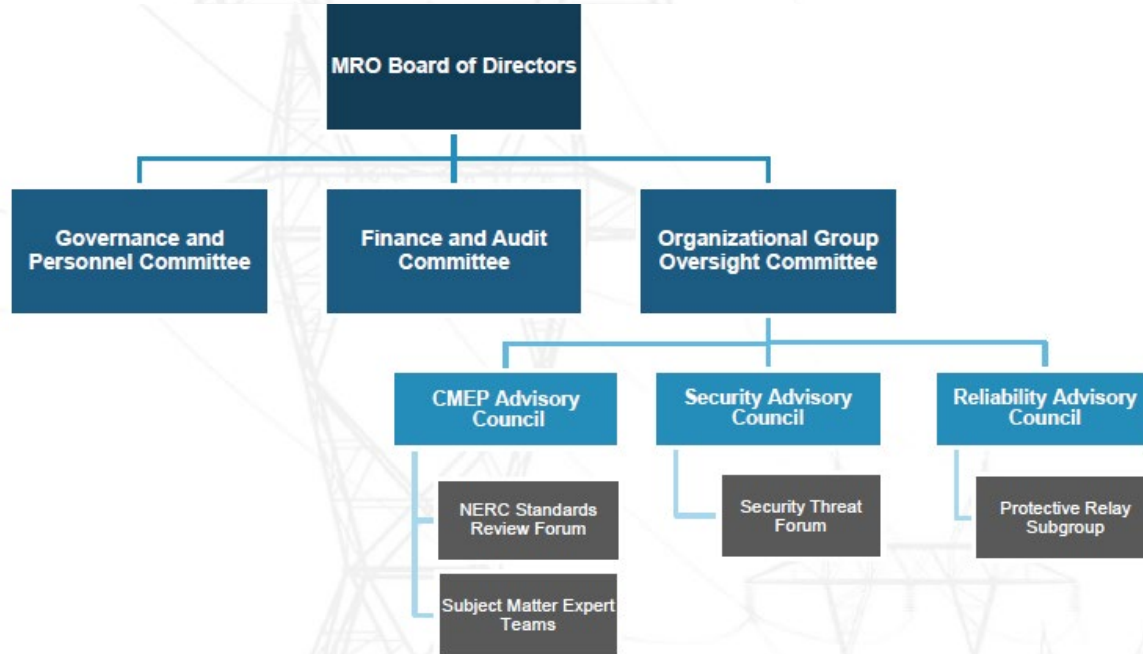 MRO Board of Directors
Governance and
Personnel Committee
Finance and Audit
Committee
Organizational Group
Oversight Committee
CMEP Advisory
Council
Security Advisory
Council
Reliability Advisory
Council
NERC Standards
Review Forum
Security Threat
Forum
Protective Relay
Subgroup
Subject Matter Expert
Teams